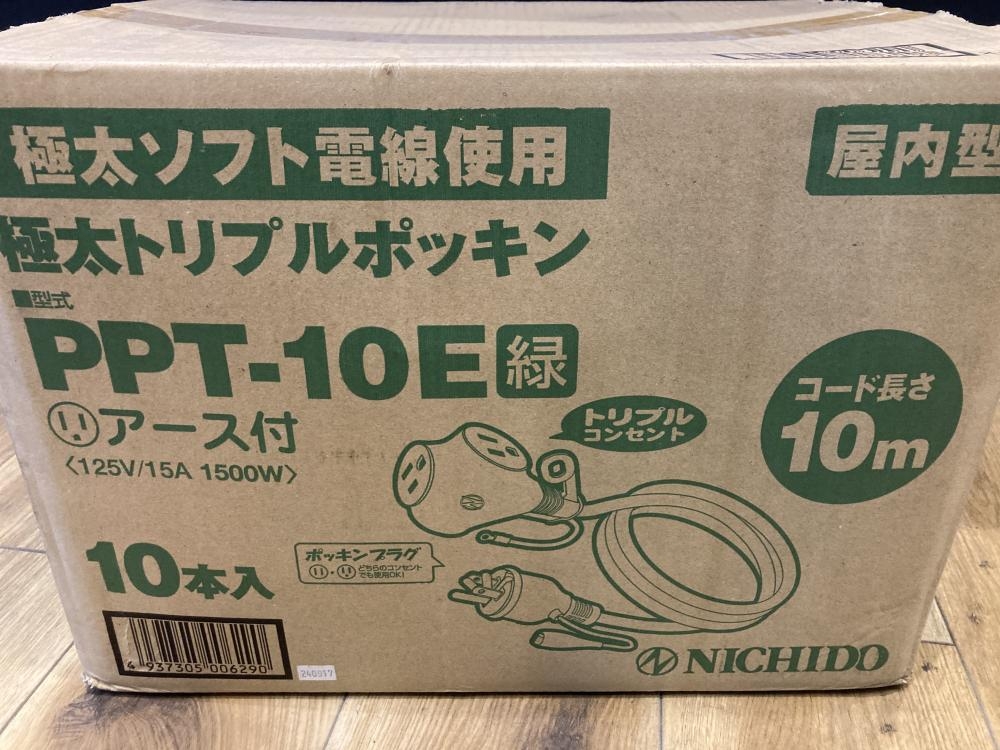 極太ソフト電線使用
屋内型
極太トリプルポッキン
■型式
PPT-10E 緑
アース付
〈125V/15A 1500W〉
トリプル
コンセント
コード長さ
10m
ポッキンプラグ
どちらのコンセント
でも使用OK!
10本入
4 937305 006290
240917
NICHIDO